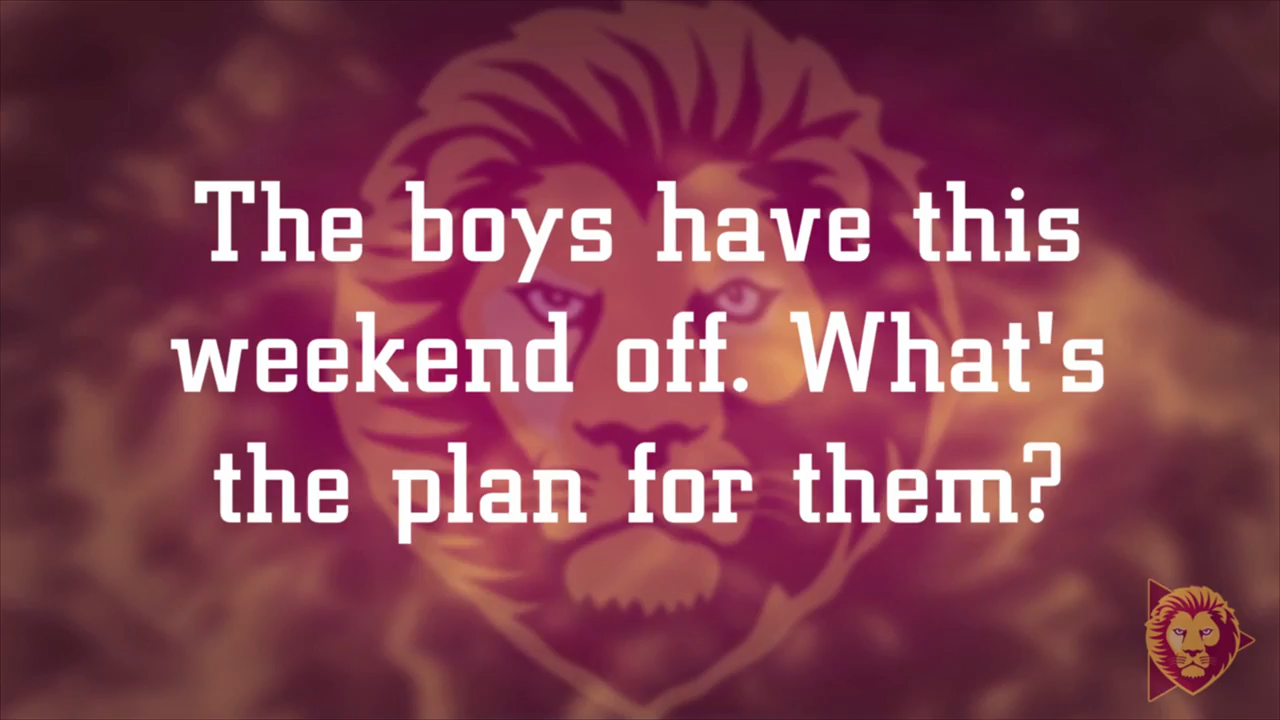 The boys have this
weekend off. What's
the plan for them?